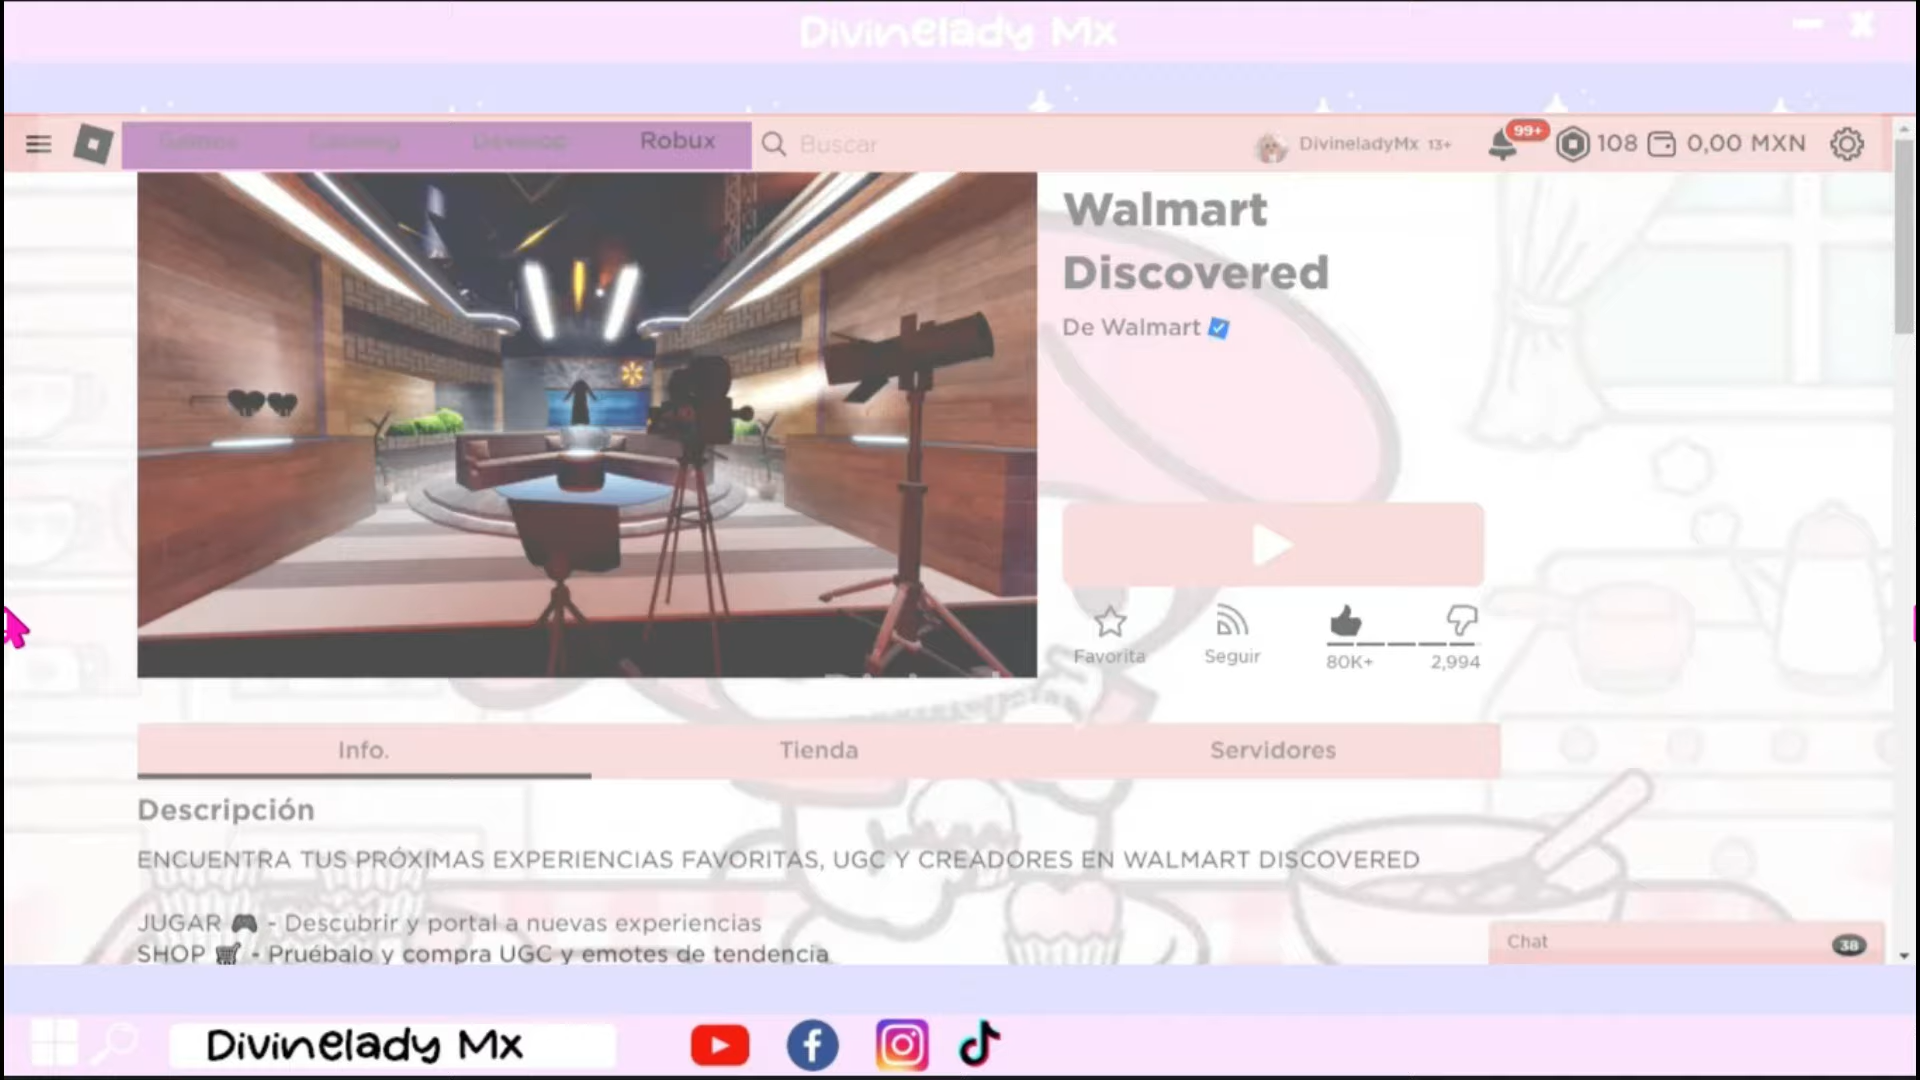 Divinelady Mx
Robux
Buscar
DivineladyMx 13+
99+
108
0,00 MXN
Walmart
Discovered
De Walmart
Favorita
Seguir
80K+
2,994
Info.
Tienda
Servidores
Descripción
ENCUENTRA TUS PRÓXIMAS EXPERIENCIAS FAVORITAS, UGC Y CREADORES EN WALMART DISCOVERED
JUGAR 🎮 - Descubrir y portal a nuevas experiencias
SHOP 🛒 - Pruébalo y compra UGC y emotes de tendencia
Chat
38
Divinelady Mx